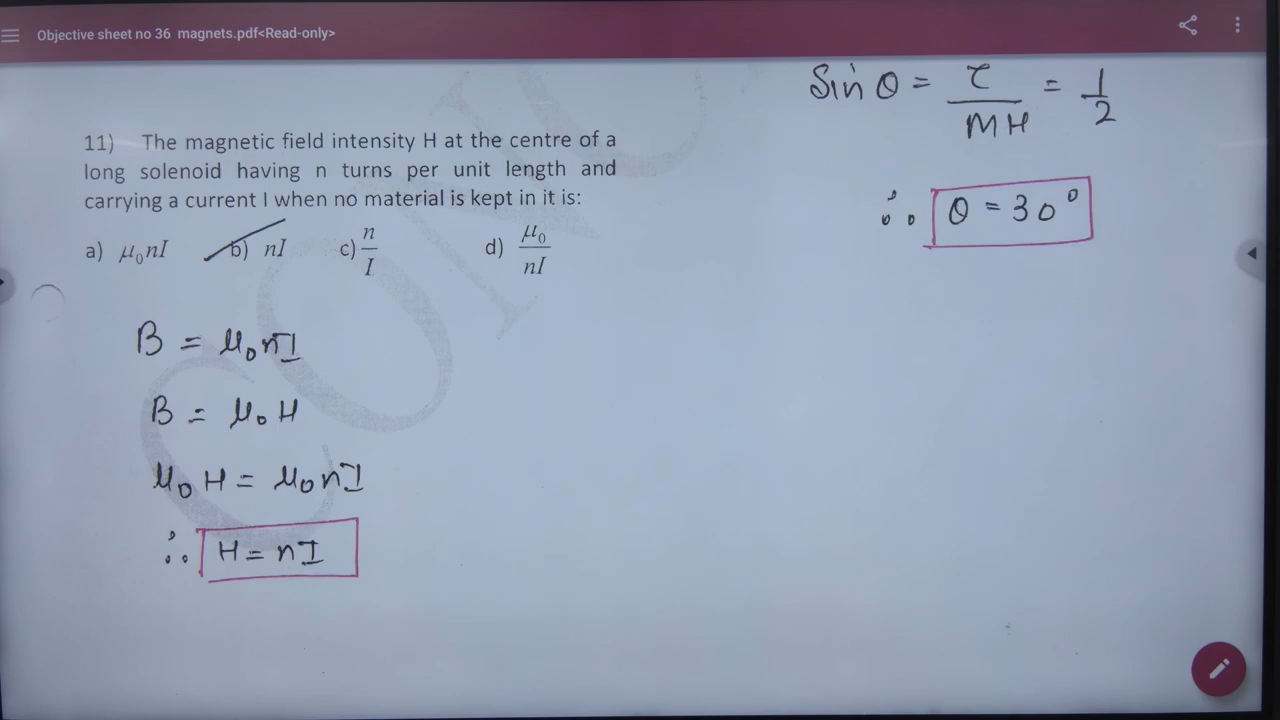 Objective sheet no 36 magnets.pdf<Read-only>
Sin θ = τ / MH = 1/2
∴ θ = 30°
11) The magnetic field intensity H at the centre of a
long solenoid having n turns per unit length and
carrying a current I when no material is kept in it is:
a) μ₀nI b) nI c) n/I d) μ₀/nI
B = μ₀nI
B = μ₀H
μ₀H = μ₀nI
∴ H = nI